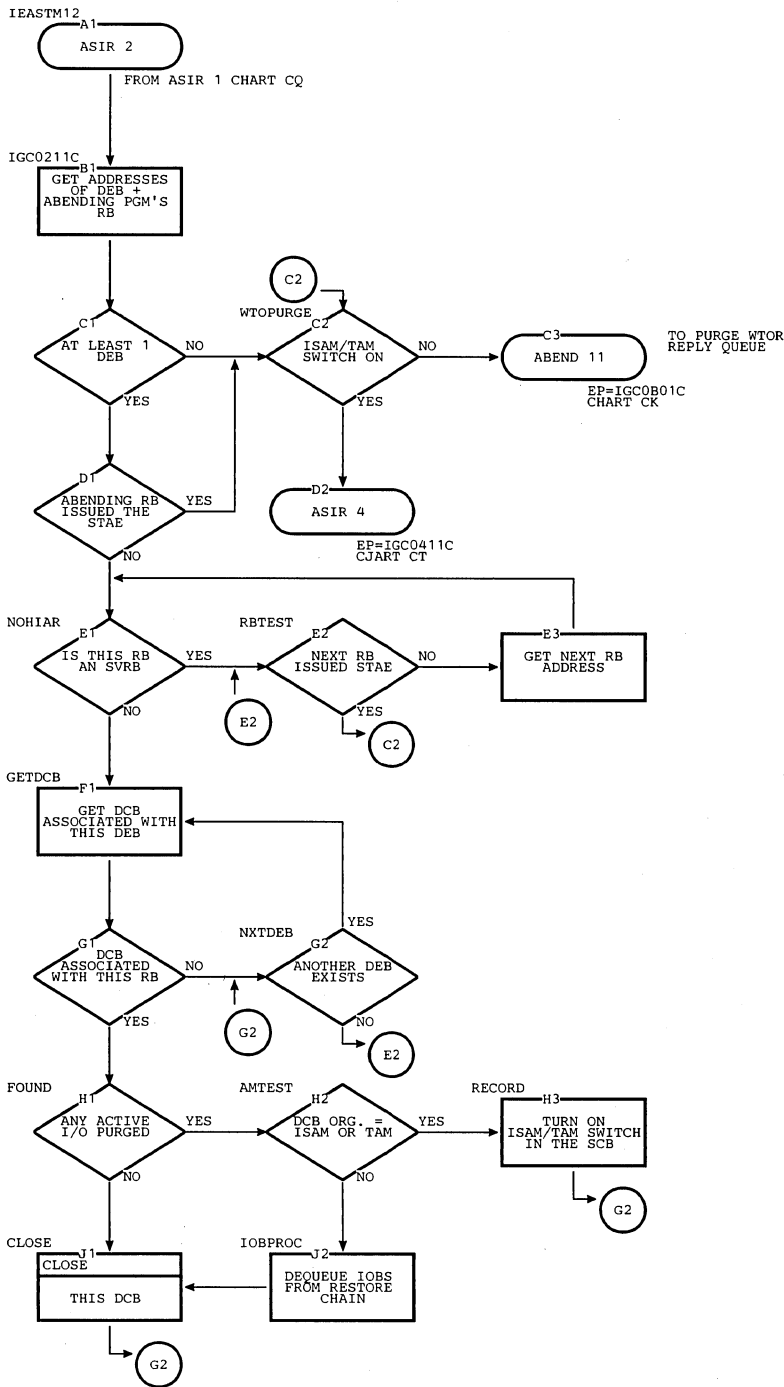 IEASTM12
A1
ASIR 2
FROM ASIR 1 CHART CQ
IGC0211C
B1
GET ADDRESSES
OF DEB +
ABENDING PGM'S
RB
C2
WTOPURGE
C1
AT LEAST 1
DEB
NO
YES
C2
ISAM/TAM
SWITCH ON
NO
YES
C3
ABEND 11
TO PURGE WTOR
REPLY QUEUE
EP=IGC0B01C
CHART CK
D1
ABENDING RB
ISSUED THE
STAE
YES
NO
D2
ASIR 4
EP=IGC0411C
CJART CT
NOHIAR
E1
IS THIS RB
AN SVRB
YES
NO
E2
RBTEST
E2
NEXT RB
ISSUED STAE
NO
YES
C2
E3
GET NEXT RB
ADDRESS
GETDCB
F1
GET DCB
ASSOCIATED WITH
THIS DEB
G1
DCB
ASSOCIATED
WITH THIS RB
NO
YES
G2
NXTDEB
G2
ANOTHER DEB
EXISTS
YES
NO
E2
FOUND
H1
ANY ACTIVE
I/O PURGED
YES
NO
AMTEST
H2
DCB ORG. =
ISAM OR TAM
YES
NO
RECORD
H3
TURN ON
ISAM/TAM SWITCH
IN THE SCB
G2
CLOSE
J1
CLOSE
THIS DCB
G2
IOBPROC
J2
DEQUEUE IOBS
FROM RESTORE
CHAIN